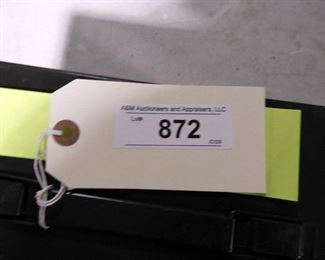 A&M Auctioneers and Appraisers, LLC
Lot#
872